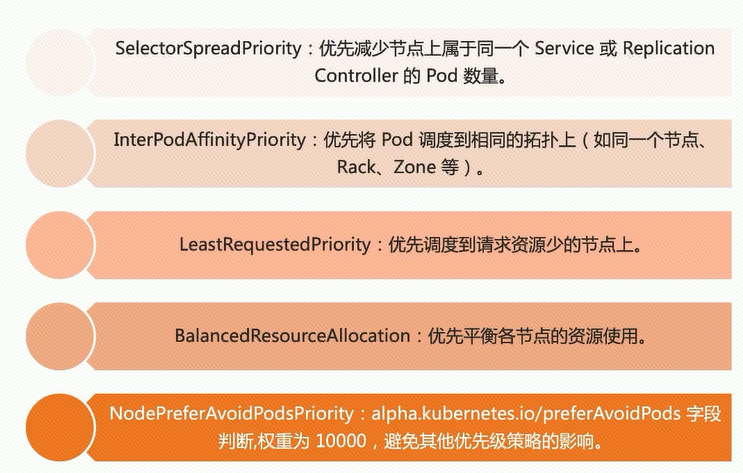 SelectorSpreadPriority：优先减少节点上属于同一个 Service 或 Replication
Controller 的 Pod 数量。
InterPodAffinityPriority：优先将 Pod 调度到相同的拓扑上（如同一个节点、
Rack、Zone 等）。
LeastRequestedPriority：优先调度到请求资源少的节点上。
BalancedResourceAllocation：优先平衡各节点的资源使用。
NodePreferAvoidPodsPriority：alpha.kubernetes.io/preferAvoidPods 字段
判断,权重为 10000，避免其他优先级策略的影响。